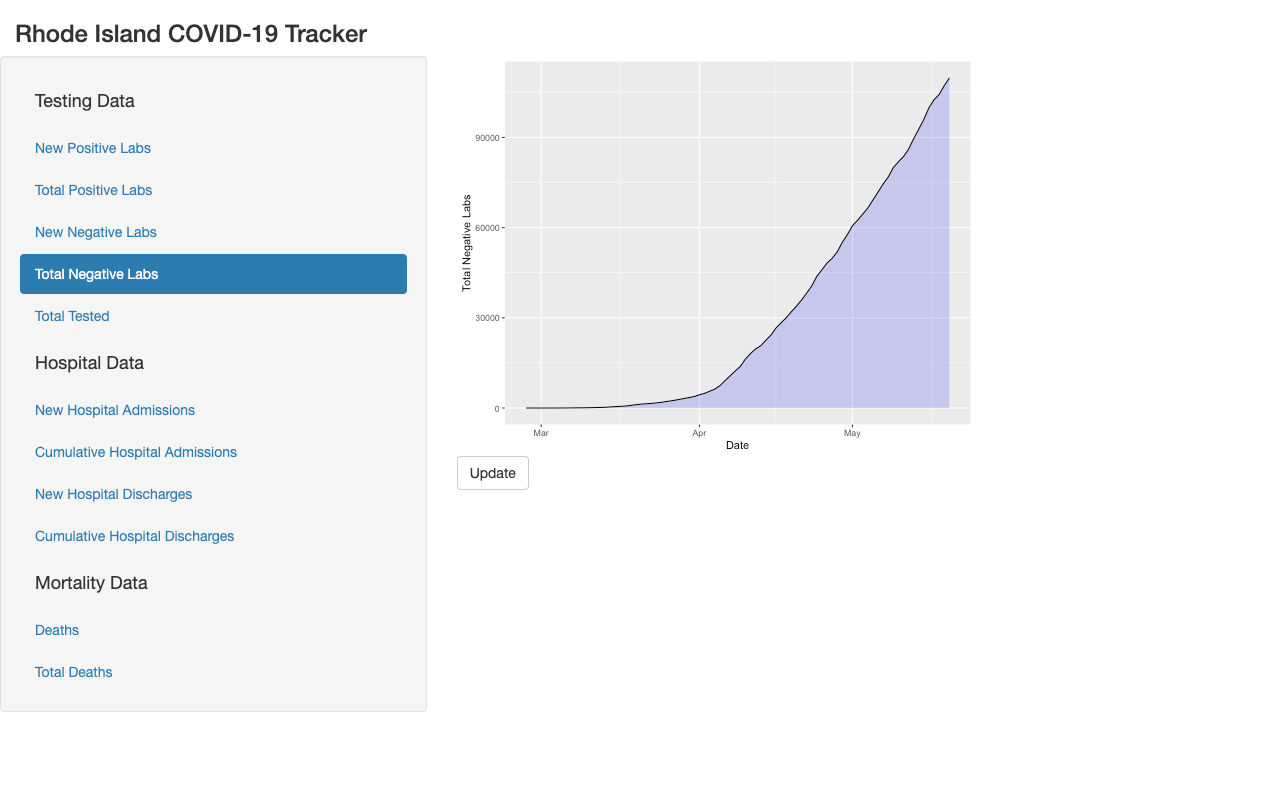 Rhode Island COVID-19 Tracker
Testing Data
New Positive Labs
Total Positive Labs
New Negative Labs
Total Negative Labs
Total Tested
Hospital Data
New Hospital Admissions
Cumulative Hospital Admissions
New Hospital Discharges
Cumulative Hospital Discharges
Mortality Data
Deaths
Total Deaths
Total Negative Labs
90000
60000
30000
0
Mar Apr May
Date
Update